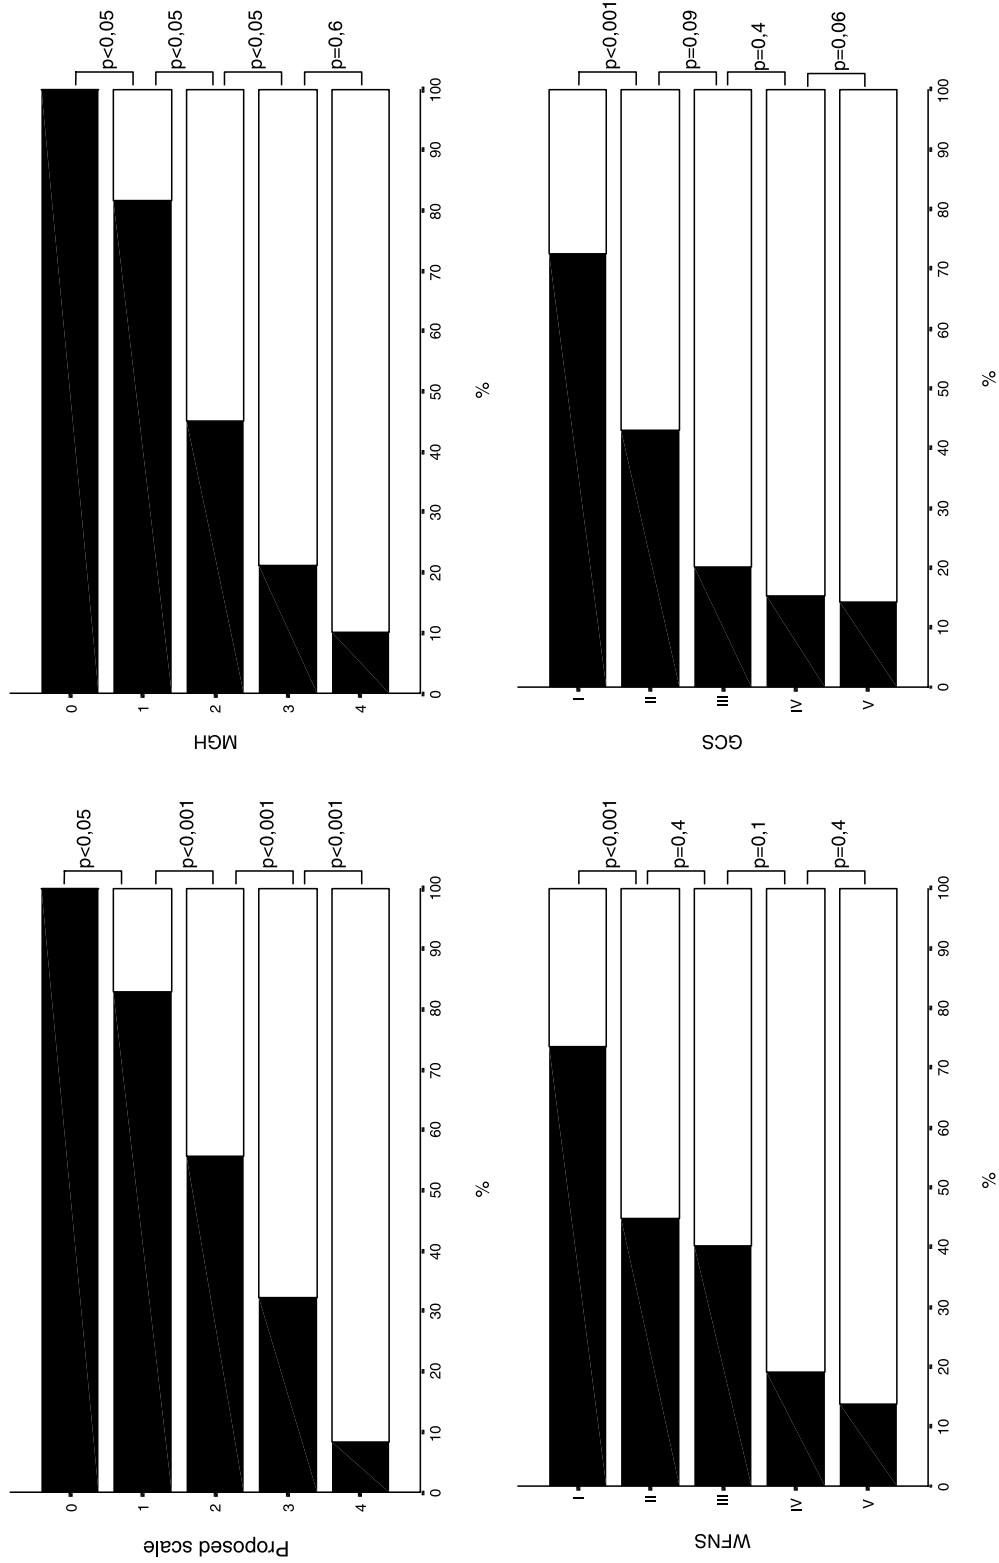 Proposed scale
0
1
2
3
4
0 10 20 30 40 50 60 70 80 90 100
%
p<0,05
p<0,001
p<0,001
p<0,001
MGH
0
1
2
3
4
0 10 20 30 40 50 60 70 80 90 100
%
p<0,05
p<0,05
p<0,05
p=0,6
WFNS
I
II
III
IV
V
0 10 20 30 40 50 60 70 80 90 100
%
p<0,001
p=0,4
p=0,1
p=0,4
GCS
I
II
III
IV
V
0 10 20 30 40 50 60 70 80 90 100
%
p<0,001
p=0,09
p=0,4
p=0,06